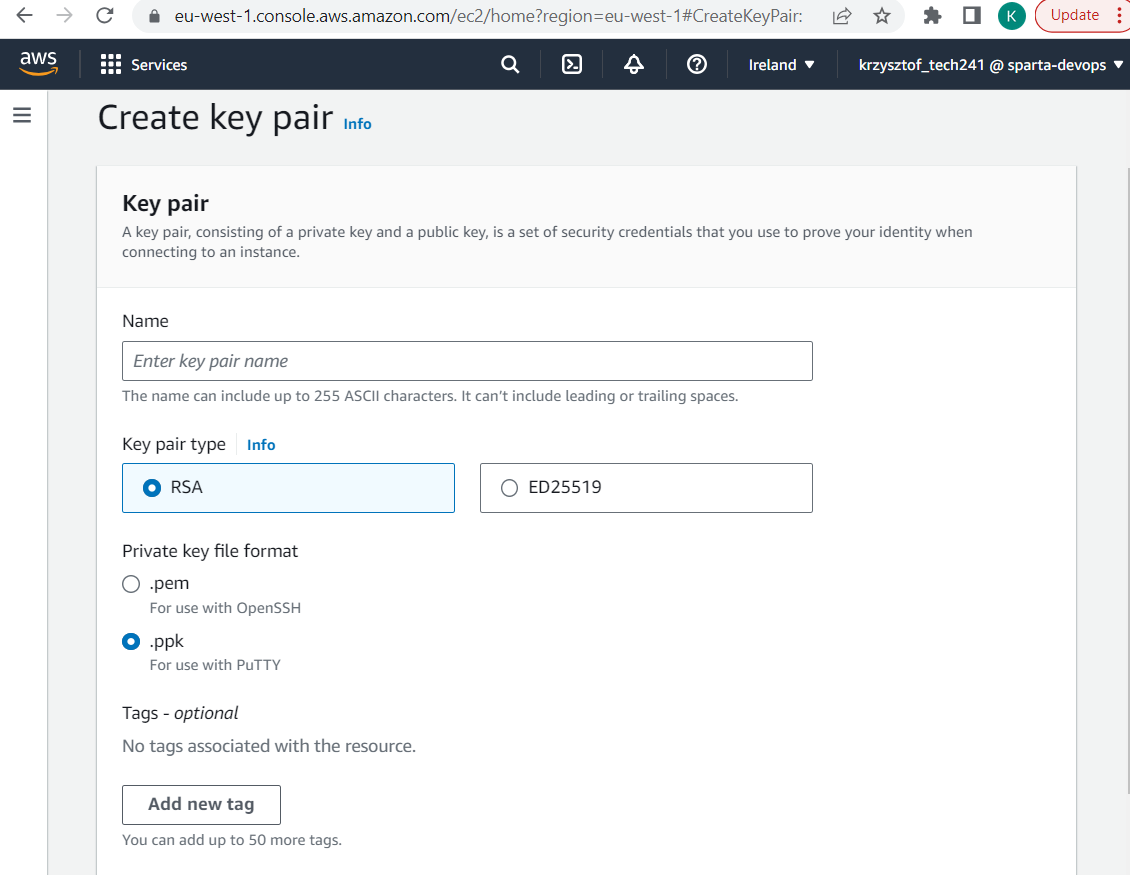 eu-west-1.console.aws.amazon.com/ec2/home?region=eu-west-1#CreateKeyPair:
K
Update
aws
Services
Ireland
krzysztof_tech241 @ sparta-devops
Create key pair Info
Key pair
A key pair, consisting of a private key and a public key, is a set of security credentials that you use to prove your identity when
connecting to an instance.
Name
Enter key pair name
The name can include up to 255 ASCII characters. It can't include leading or trailing spaces.
Key pair type Info
RSA
ED25519
Private key file format
.pem
For use with OpenSSH
.ppk
For use with PuTTY
Tags - optional
No tags associated with the resource.
Add new tag
You can add up to 50 more tags.